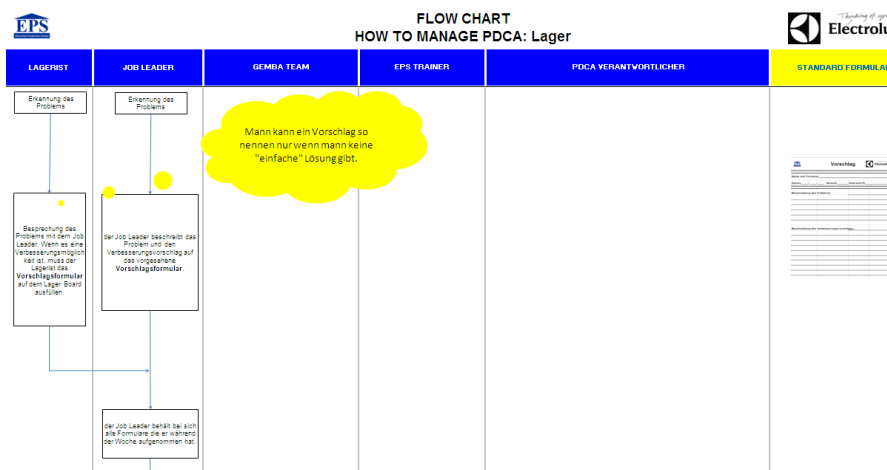 EPS
FLOW CHART
HOW TO MANAGE PDCA: Lager
Thinking of you
Electrolu
LAGERIST
JOB LEADER
GEMBA TEAM
EPS TRAINER
PDCA VERANTWORTLICHER
STANDARD FORMULAR
Erkennung des
Problems
Erkennung des
Problems
Mann kann ein Vorschlag so
nennen nur wenn mann keine
"einfache" Lösung gibt.
Vorschlag
Besprechung des
Problems mit dem Job
Leader. Wenn es eine
Verbesserungsmöglich
keit ist, muss der
Lagerist das
Vorschlagsformular
auf dem Lager Board
ausfüllen.
der Job Leader beschreibt das
Problem und den
Verbesserungsvorschlag auf
das vorgesehene
Vorschlagsformular.
der Job Leader behält bei sich
alle Formulare die er während
der Woche aufgenommen hat.